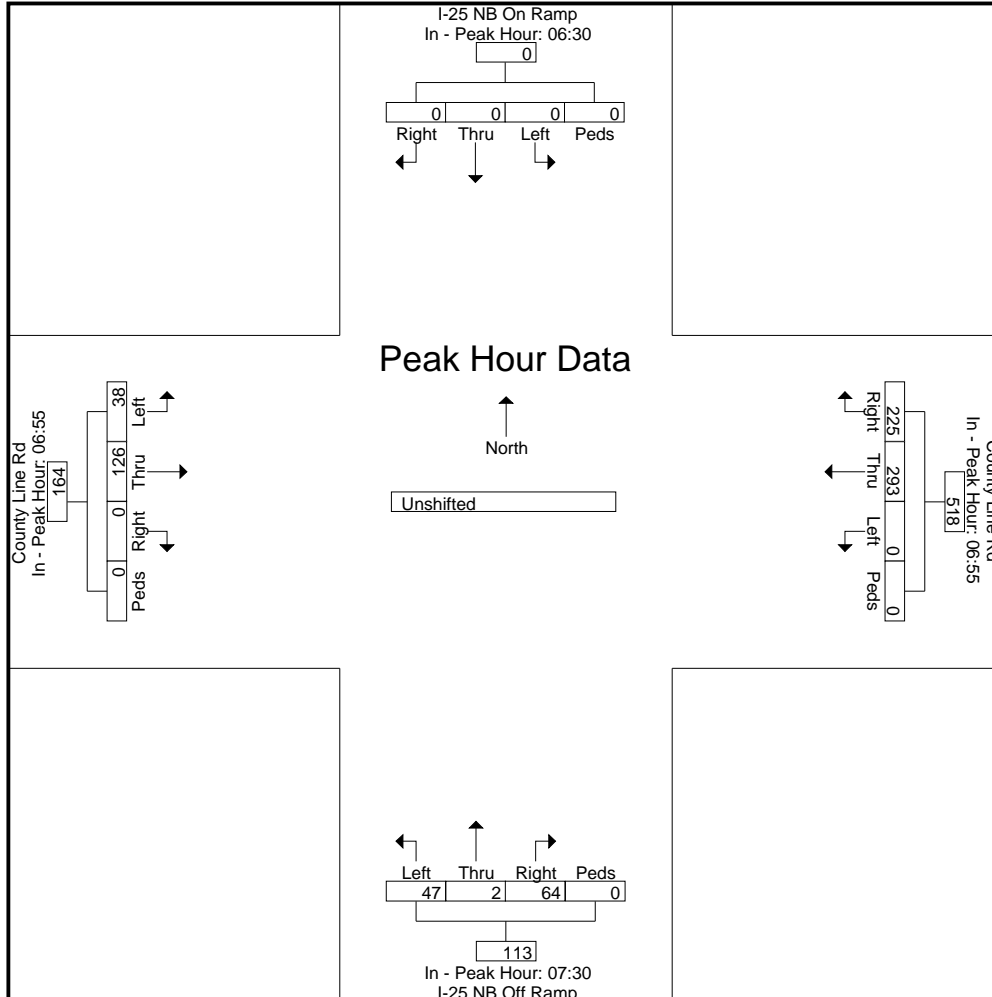 I-25 NB On Ramp
In - Peak Hour: 06:30
0
0 0 0 0
Right Thru Left Peds
Peak Hour Data
North
Unshifted
County Line Rd
In - Peak Hour: 06:55
164
38 126 0 0
Left Thru Right Peds
County Line Rd
In - Peak Hour: 06:55
518
225 293 0 0
Right Thru Left Peds
Left Thru Right Peds
47 2 64 0
113
In - Peak Hour: 07:30
I-25 NB Off Ramp